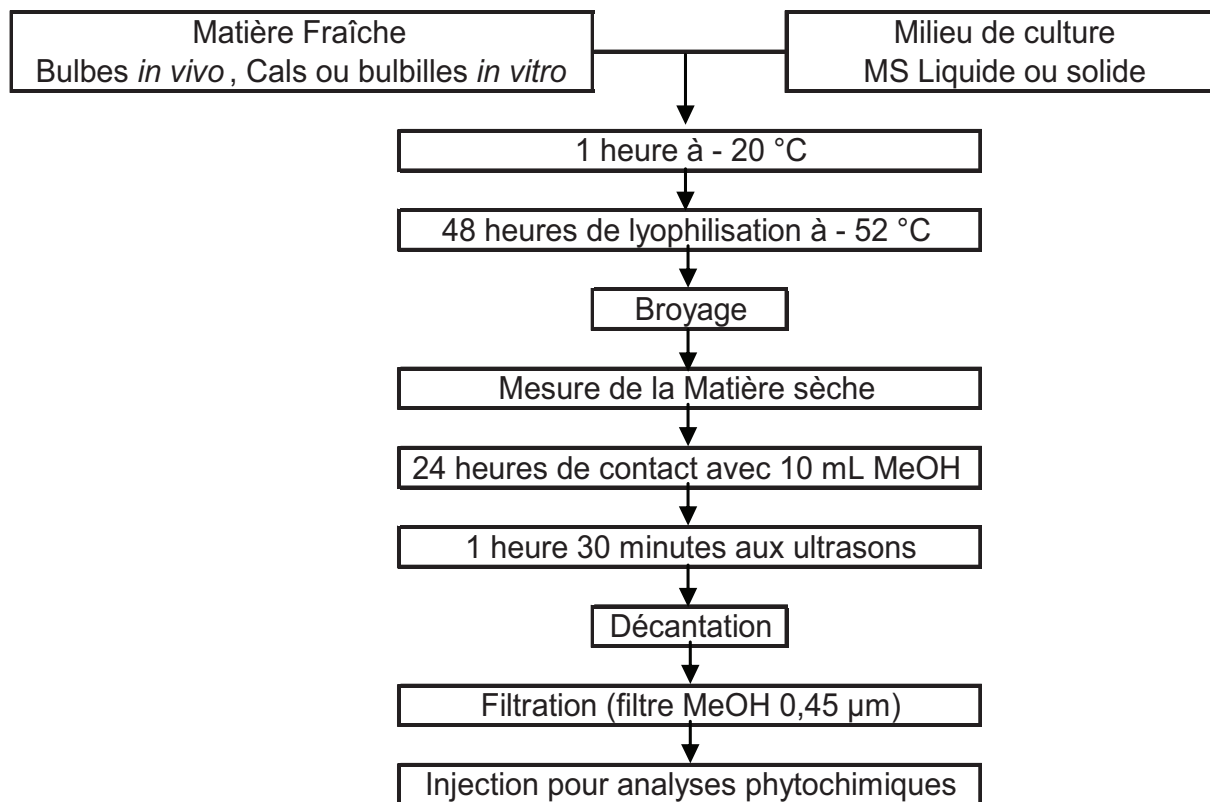 Matière Fraîche
Bulbes in vivo , Cals ou bulbilles in vitro
Milieu de culture
MS Liquide ou solide
1 heure à - 20 °C
48 heures de lyophilisation à - 52 °C
Broyage
Mesure de la Matière sèche
24 heures de contact avec 10 mL MeOH
1 heure 30 minutes aux ultrasons
Décantation
Filtration (filtre MeOH 0,45 µm)
Injection pour analyses phytochimiques